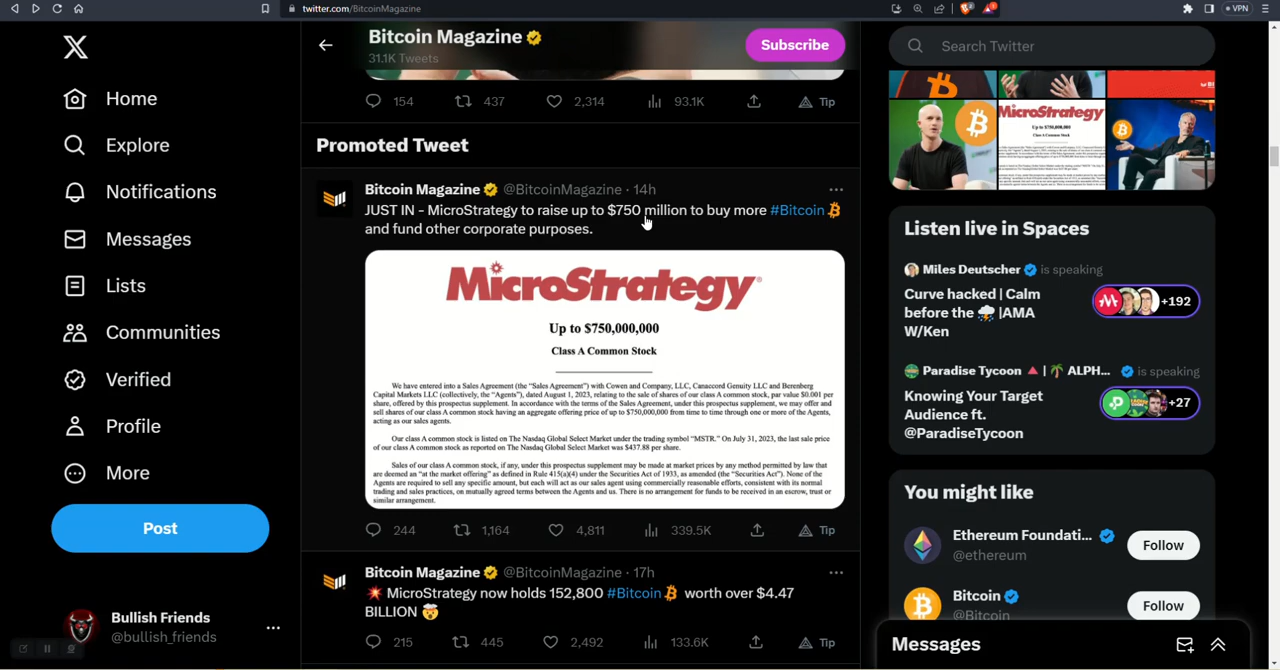 twitter.com/BitcoinMagazine
VPN
Home
Explore
Notifications
Messages
Lists
Communities
Verified
Profile
More
Post
Bullish Friends
@bullish_friends
Bitcoin Magazine
31.1K Tweets
Subscribe
154 437 2,314 93.1K Tip
Promoted Tweet
Bitcoin Magazine @BitcoinMagazine · 14h
JUST IN - MicroStrategy to raise up to $750 million to buy more #Bitcoin
and fund other corporate purposes.
MicroStrategy®
Up to $750,000,000
Class A Common Stock
We have entered into a Sales Agreement (the “Sales Agreement”) with Cowen and Company, LLC, Canaccord Genuity LLC and Berenberg
Capital Markets LLC (collectively, the “Agents”), dated August 1, 2023, relating to the sale of shares of our class A common stock, par value $0.001 per
share, offered by this prospectus supplement. In accordance with the terms of the Sales Agreement, under this prospectus supplement, we may offer and
sell shares of our class A common stock having an aggregate offering price of up to $750,000,000 from time to time through one or more of the Agents,
acting as our sales agents.
Our class A common stock is listed on The Nasdaq Global Select Market under the trading symbol “MSTR.” On July 31, 2023, the last sale price
of our class A common stock as reported on The Nasdaq Global Select Market was $437.88 per share.
Sales of our class A common stock, if any, under this prospectus supplement may be made at market prices by any method permitted by law that
are deemed an “at the market offering” as defined in Rule 415(a)(4) under the Securities Act of 1933, as amended (the “Securities Act”). None of the
Agents are required to sell any specific amount, but each will act as our sales agent using commercially reasonable efforts, consistent with its normal
trading and sales practices, on mutually agreed terms between the Agents and us. There is no arrangement for funds to be received in an escrow, trust or
similar arrangement.
244 1,164 4,811 339.5K Tip
Bitcoin Magazine @BitcoinMagazine · 17h
MicroStrategy now holds 152,800 #Bitcoin worth over $4.47
BILLION
215 445 2,492 133.6K Tip
Search Twitter
MicroStrategy
Up to $750,000,000
Class A Common Stock
Listen live in Spaces
Miles Deutscher is speaking
Curve hacked | Calm
before the |AMA
W/Ken
+192
Paradise Tycoon | ALPH... is speaking
Knowing Your Target
Audience ft.
@ParadiseTycoon
+27
You might like
Ethereum Foundati...
@ethereum
Follow
Bitcoin
@Bitcoin
Follow
Messages